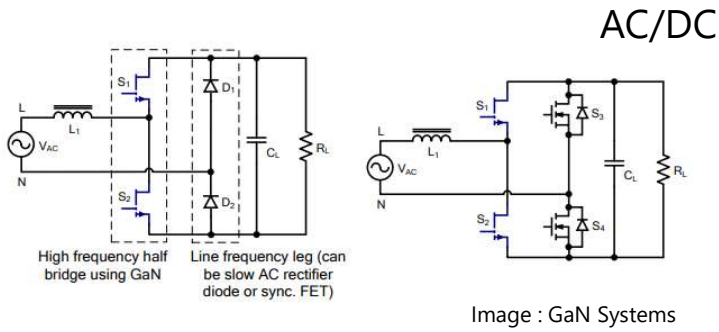 AC/DC
S1
D1
L
L1
VAC
CL
RL
N
S2
D2
High frequency half
bridge using GaN
Line frequency leg (can
be slow AC rectifier
diode or sync. FET)
S1
S3
L
L1
VAC
CL
RL
N
S2
S4
Image : GaN Systems